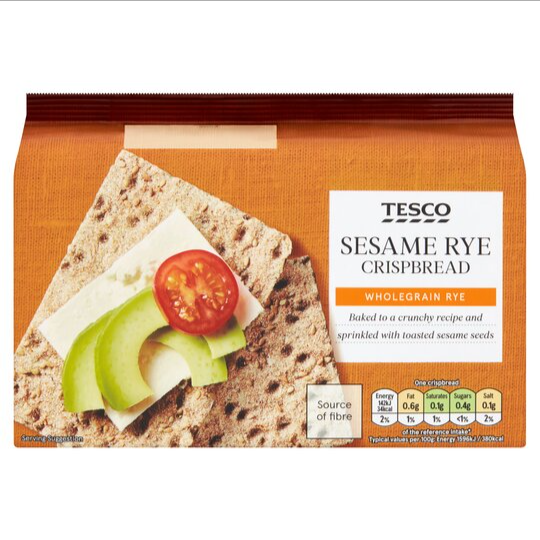 TESCO
SESAME RYE
CRISPBREAD
WHOLEGRAIN RYE
Baked to a crunchy recipe and
sprinkled with toasted sesame seeds
Source
of fibre
One crispbread
Energy Fat Saturates Sugars Salt
142kJ
34kcal 0.6g 0.1g 0.4g 0.1g
2% 1% 1% <1% 2%
of the reference intake*
Typical values per 100g: Energy 1596kJ / 380kcal
Serving Suggestion